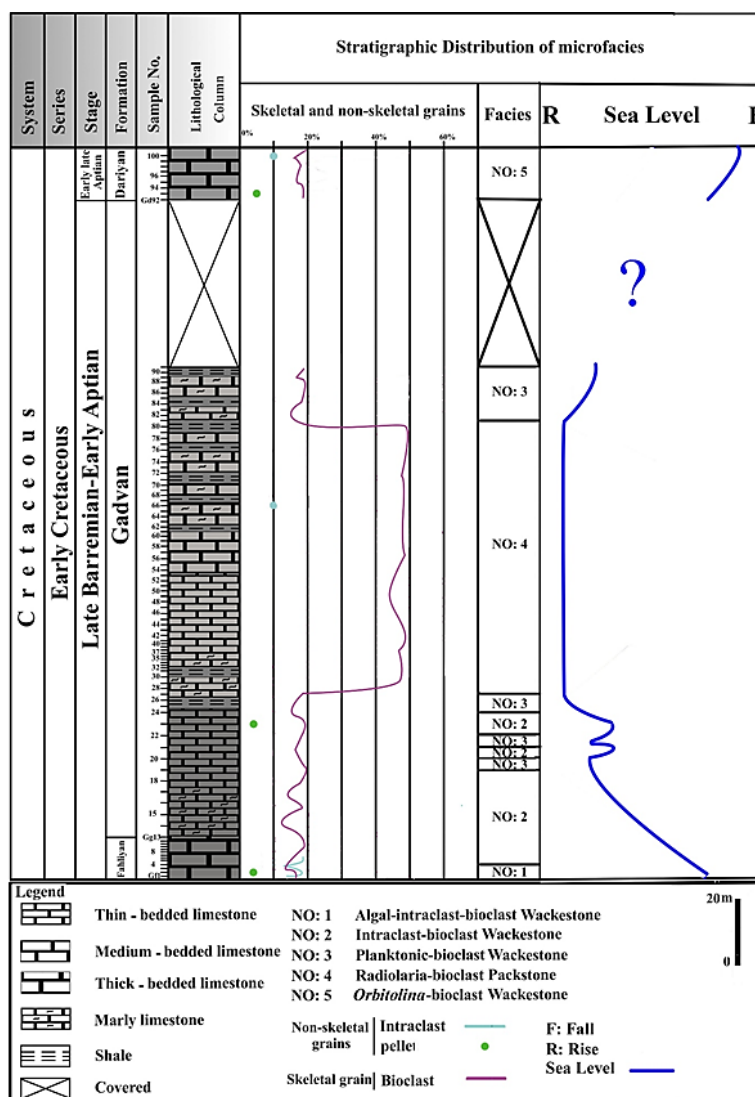 System
Series
Stage
Formation
Sample No.
Lithological
Column
Stratigraphic Distribution of microfacies
Skeletal and non-skeletal grains
Facies
R
Sea Level
0%
20%
40%
60%
Cretaceous
Early Cretaceous
Early late
Aptian
Late Barremian-Early Aptian
Dariyan
Gadvan
Fahliyan
100
96
94
Gd92
90
88
86
84
82
80
78
76
74
72
70
68
66
64
62
60
58
56
54
52
50
48
46
44
42
40
32
30
28
26
24
22
20
18
15
8
4
NO: 5
NO: 3
NO: 4
NO: 3
NO: 2
NO: 3
NO: 2
NO: 3
NO: 2
NO: 1
?
Legend
Thin - bedded limestone
Medium - bedded limestone
Thick - bedded limestone
Marly limestone
Shale
Covered
NO: 1 Algal-intraclast-bioclast Wackestone
NO: 2 Intraclast-bioclast Wackestone
NO: 3 Planktonic-bioclast Wackestone
NO: 4 Radiolaria-bioclast Packstone
NO: 5 Orbitolina-bioclast Wackestone
Non-skeletal
grains
Intraclast
pellet
Skeletal grain
Bioclast
F: Fall
R: Rise
Sea Level
20m
0